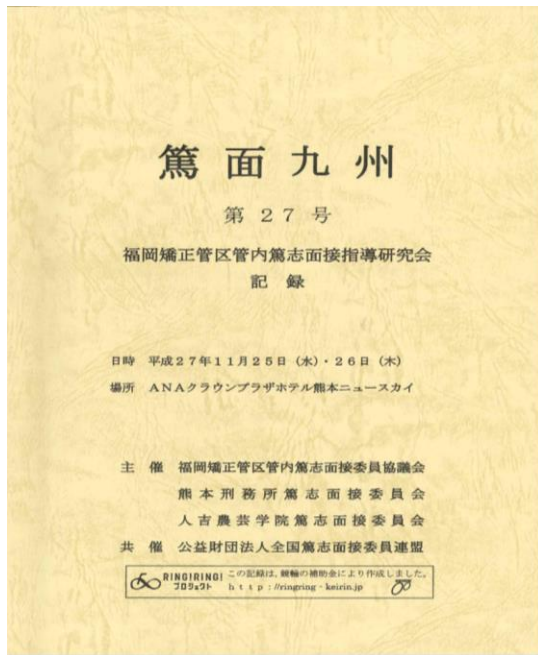 篤面九州
第27号
福岡矯正管区管内篤志面接指導研究会
記録
日時 平成27年11月25日(水)・26日(木)
場所 ANAクラウンプラザホテル熊本ニュースカイ
主催 福岡矯正管区管内篤志面接委員協議会
熊本刑務所篤志面接委員会
人吉農芸学院篤志面接委員会
共催 公益財団法人全国篤志面接委員連盟
RING!RING! この記録は、競輪の補助金により作成しました。
プロジェクト http://ringring-keirin.jp